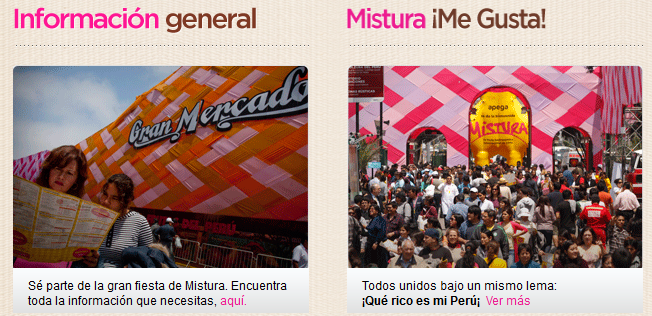 Información general
Gran Mercado
Sé parte de la gran fiesta de Mistura. Encuentra
toda la información que necesitas, aquí.
Mistura ¡Me Gusta!
apega
MISTURA
Todos unidos bajo un mismo lema:
¡Qué rico es mi Perú¡ Ver más